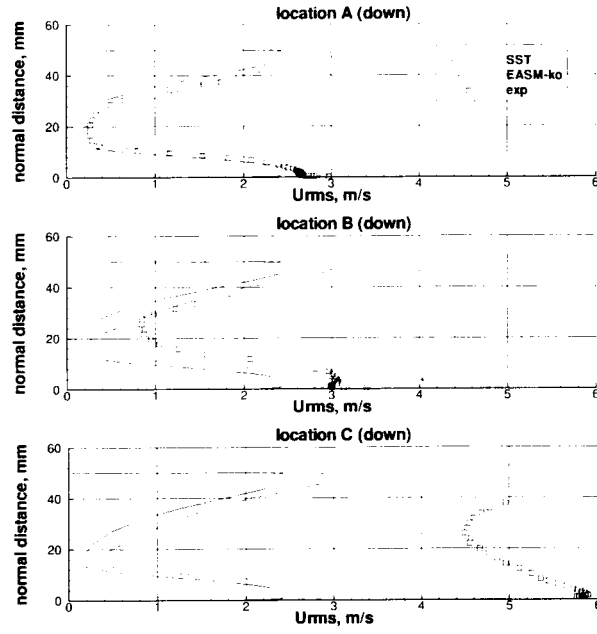 location A (down)
60
40
20
0
normal distance, mm
SST
EASM-ko
exp
0 1 2 3 4 5 6
Urms, m/s
location B (down)
60
40
20
0
normal distance, mm
0 1 2 3 4 5 6
Urms, m/s
location C (down)
60
40
20
0
normal distance, mm
0 1 2 3 4 5 6
Urms, m/s